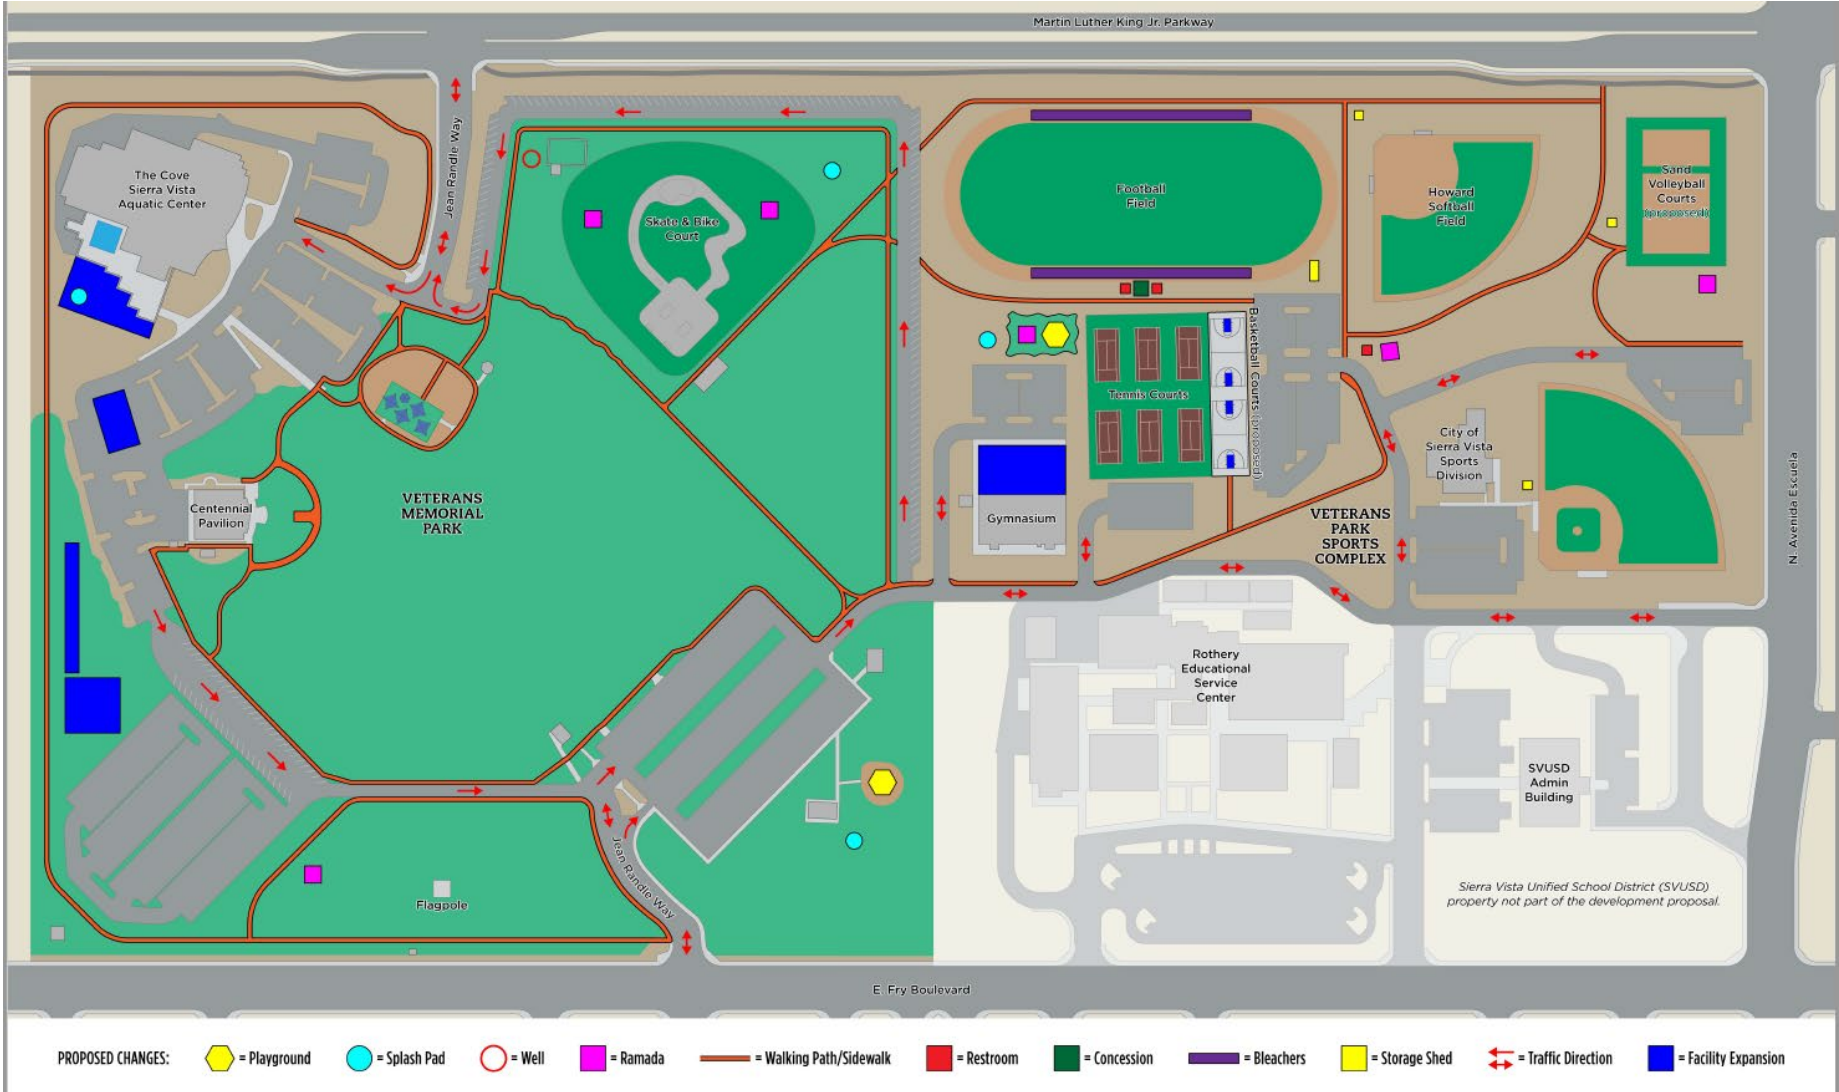 Martin Luther King Jr. Parkway
Jean Randle Way
The Cove
Sierra Vista
Aquatic Center
Skate & Bike
Court
Football
Field
Howard
Softball
Field
Sand
Volleyball
Courts
(proposed)
Basketball Courts (proposed)
Tennis Courts
City of
Sierra Vista
Sports
Division
N. Avenida Escuela
VETERANS
MEMORIAL
PARK
Centennial
Pavilion
Gymnasium
VETERANS
PARK
SPORTS
COMPLEX
Rothery
Educational
Service
Center
SVUSD
Admin
Building
Jean Randle Way
Flagpole
Sierra Vista Unified School District (SVUSD)
property not part of the development proposal.
E. Fry Boulevard
PROPOSED CHANGES: = Playground = Splash Pad = Well = Ramada = Walking Path/Sidewalk = Restroom = Concession = Bleachers = Storage Shed = Traffic Direction = Facility Expansion